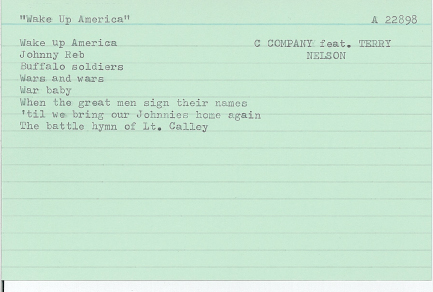 "Wake Up America" A 22898
Wake Up America C COMPANY feat. TERRY
Johnny Reb NELSON
Buffalo soldiers
Wars and wars
War baby
When the great men sign their names
'til we bring our Johnnies home again
The battle hymn of Lt. Calley